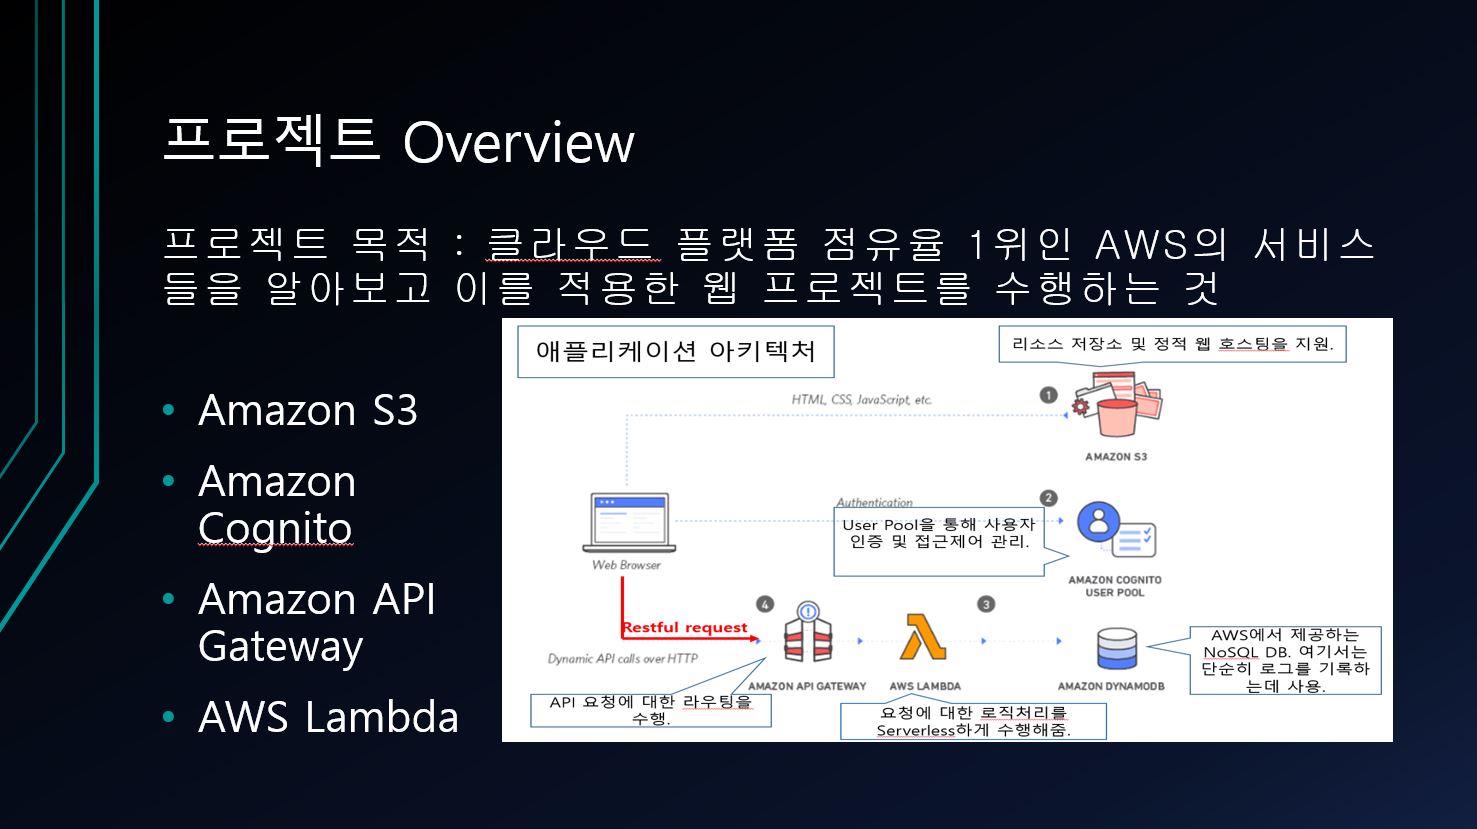 프로젝트 Overview
프로젝트 목적 : 클라우드 플랫폼 점유율 1위인 AWS의 서비스
들을 알아보고 이를 적용한 웹 프로젝트를 수행하는 것
• Amazon S3
• Amazon
Cognito
• Amazon API
Gateway
• AWS Lambda
애플리케이션 아키텍처
리소스 저장소 및 정적 웹 호스팅을 지원.
HTML, CSS, JavaScript, etc.
1
AMAZON S3
Authentication
2
User Pool을 통해 사용자
인증 및 접근제어 관리.
Web Browser
AMAZON COGNITO
USER POOL
4
3
Restful request
Dynamic API calls over HTTP
AMAZON API GATEWAY
AWS LAMBDA
AMAZON DYNAMODB
AWS에서 제공하는
NoSQL DB. 여기서는
단순히 로그를 기록하
는데 사용.
API 요청에 대한 라우팅을
수행.
요청에 대한 로직처리를
Serverless하게 수행해줌.